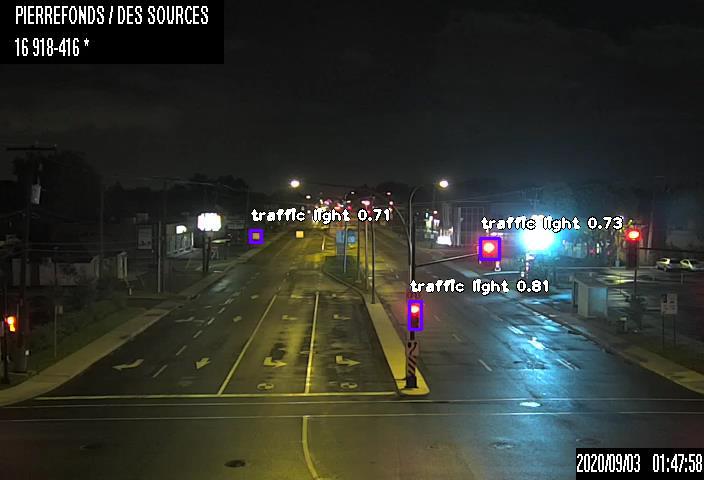 PIERREFONDS / DES SOURCES
16 918-416 *
traffic light 0.71
traffic light 0.73
traffic light 0.81
2020/09/03 01:47:58